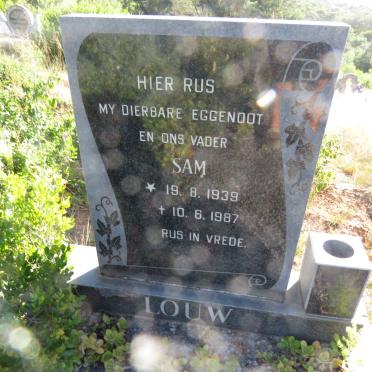 HIER RUS
MY DIERBARE EGGENOOT
EN ONS VADER
SAM
★ 19.8.1939
† 10.6.1987
RUS IN VREDE.
LOUW